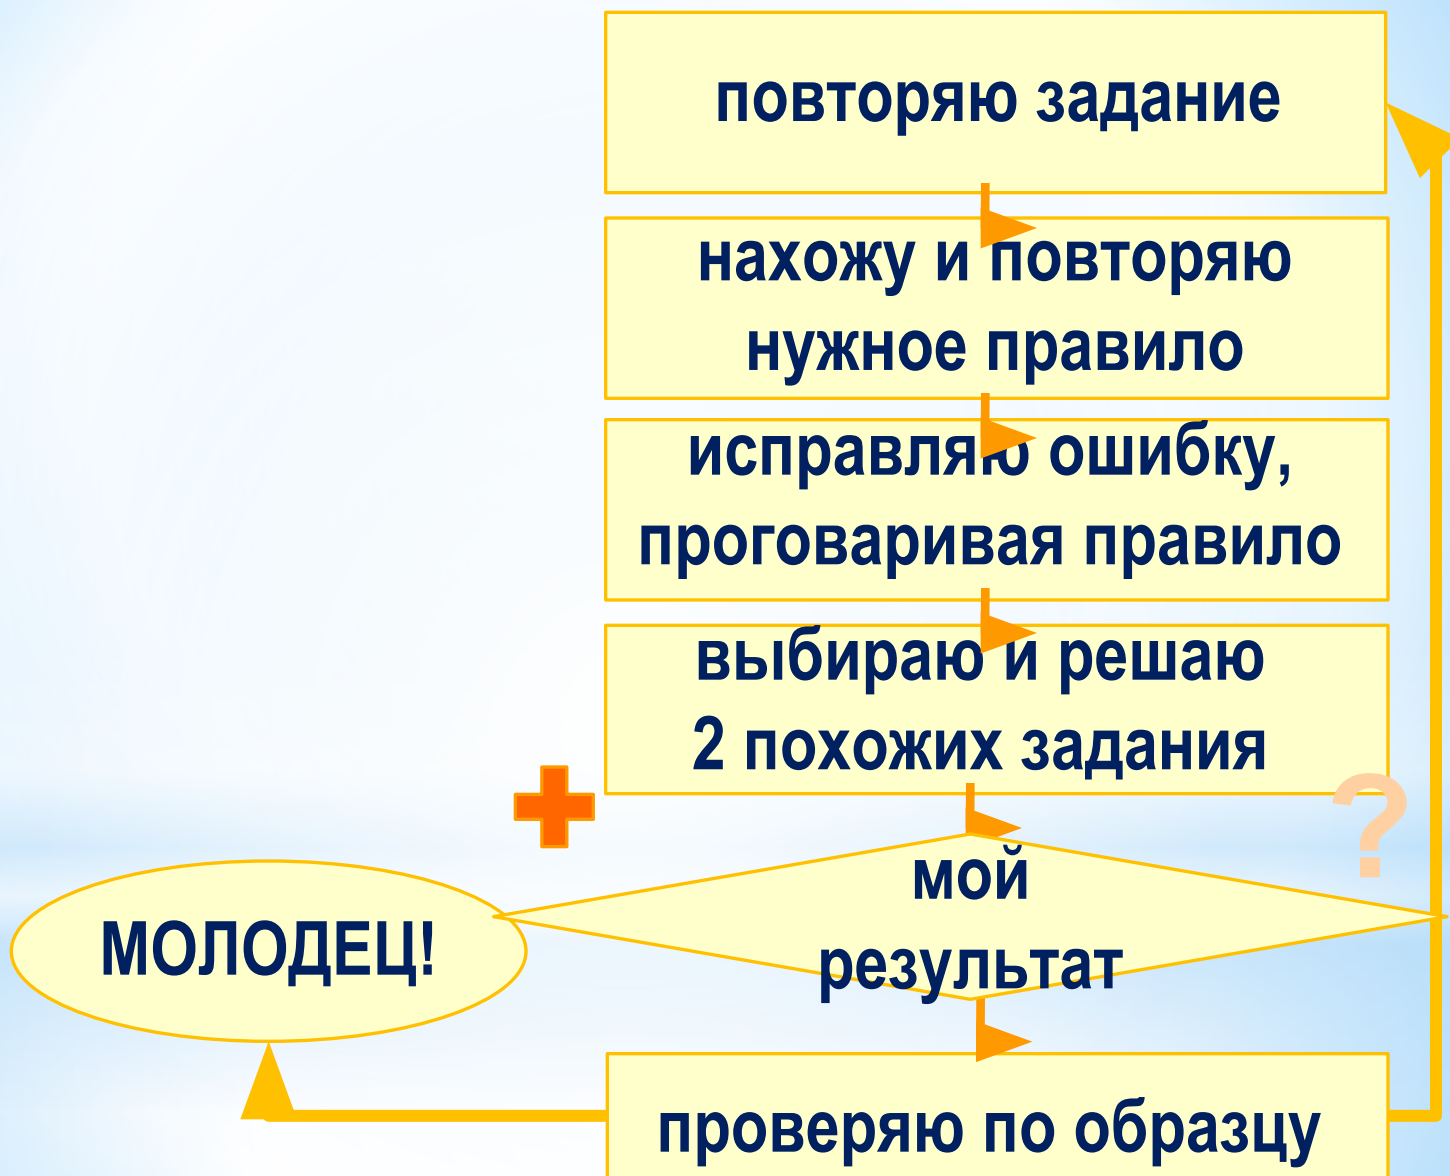 повторяю задание
нахожу и повторяю
нужное правило
исправляю ошибку,
проговаривая правило
выбираю и решаю
2 похожих задания
?
мой
результат
МОЛОДЕЦ!
проверяю по образцу